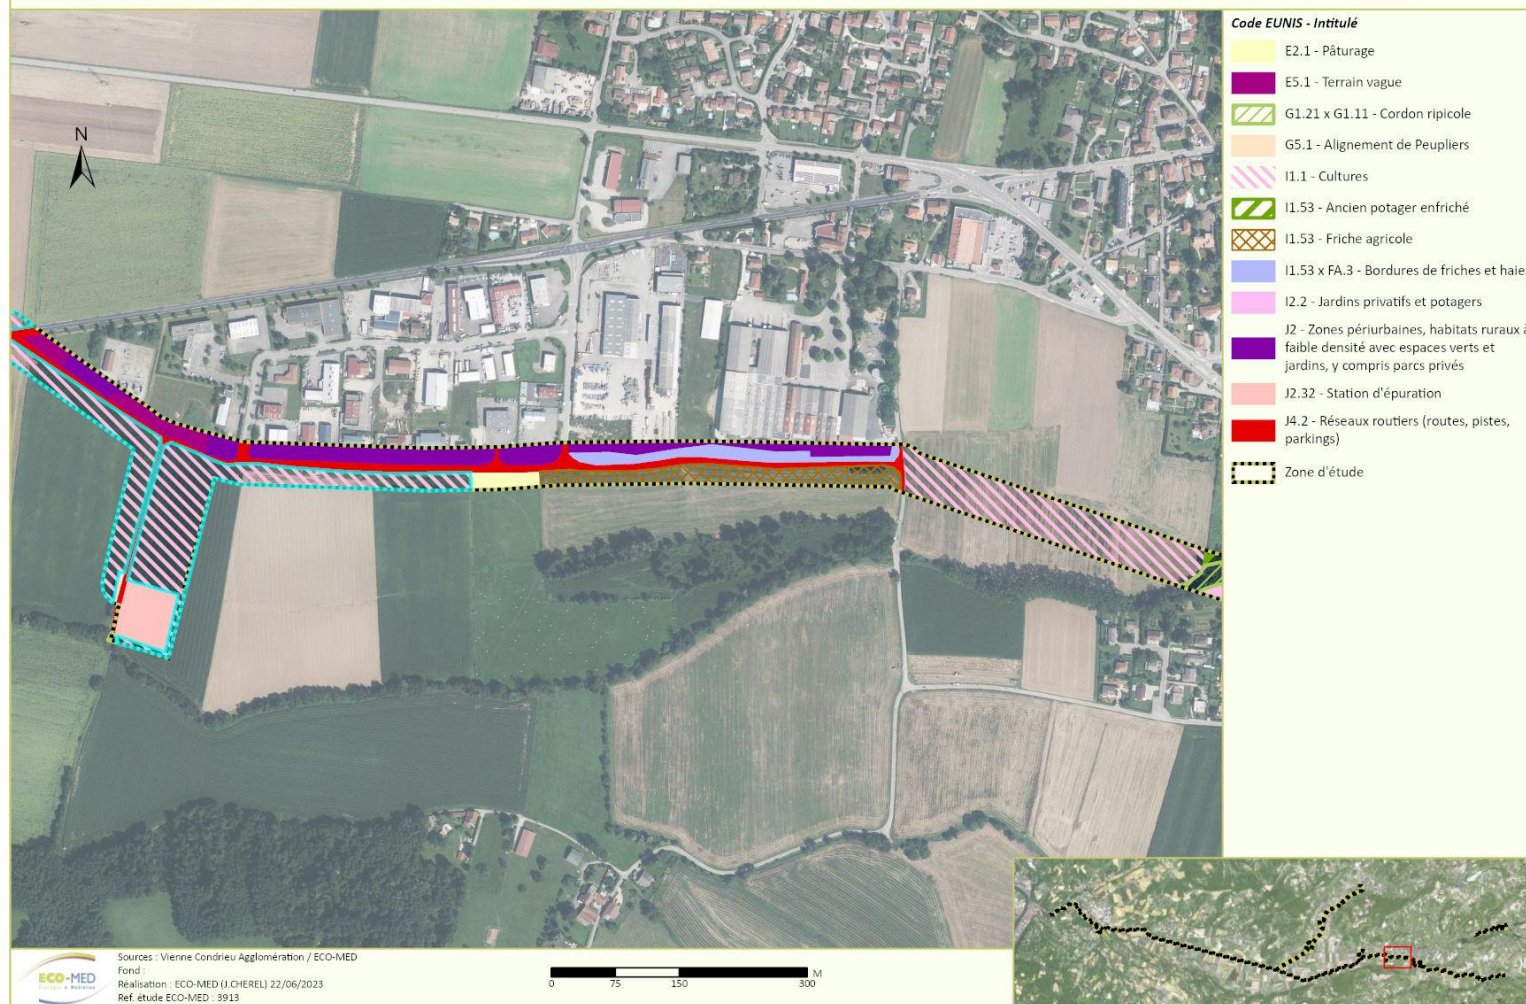 Code EUNIS - Intitulé
E2.1 - Pâturage
E5.1 - Terrain vague
G1.21 x G1.11 - Cordon ripicole
G5.1 - Alignement de Peupliers
I1.1 - Cultures
I1.53 - Ancien potager enfriché
I1.53 - Friche agricole
I1.53 x FA.3 - Bordures de friches et haie
I2.2 - Jardins privatifs et potagers
J2 - Zones périurbaines, habitats ruraux à
faible densité avec espaces verts et
jardins, y compris parcs privés
J2.32 - Station d'épuration
J4.2 - Réseaux routiers (routes, pistes,
parkings)
Zone d'étude
N
ECO-MED
Ecologie & Médiation
Sources : Vienne Condrieu Agglomération / ECO-MED
Fond :
Réalisation : ECO-MED (J.CHEREL) 22/06/2023
Ref. étude ECO-MED : 3913
M
0 75 150 300